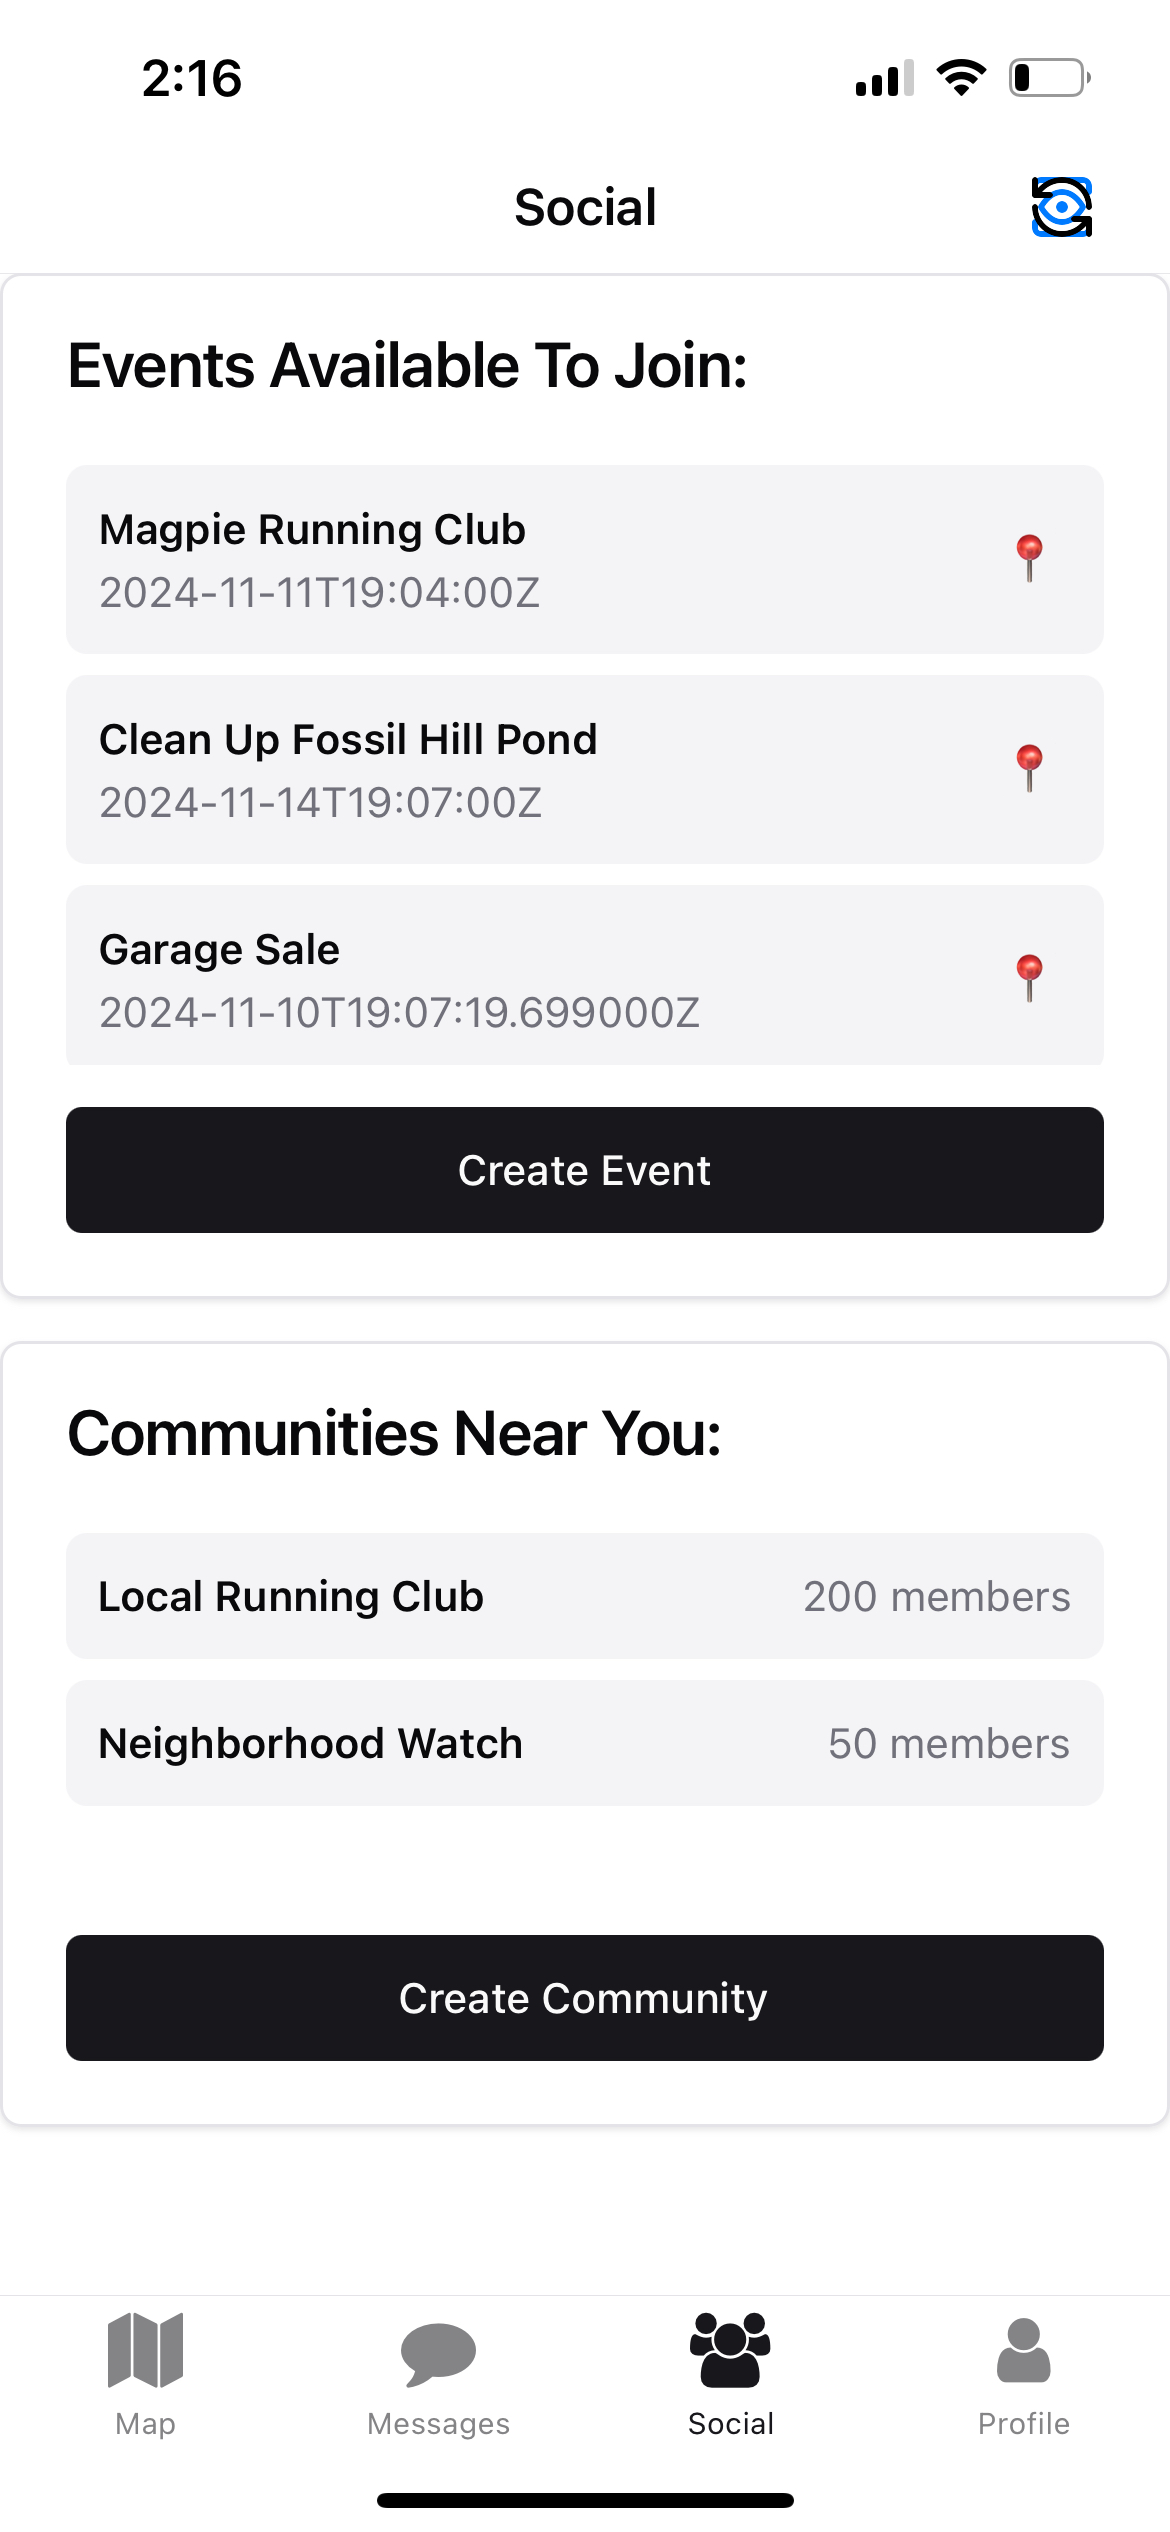 2:16
Social
Events Available To Join:
Magpie Running Club
2024-11-11T19:04:00Z
Clean Up Fossil Hill Pond
2024-11-14T19:07:00Z
Garage Sale
2024-11-10T19:07:19.699000Z
Create Event
Communities Near You:
Local Running Club 200 members
Neighborhood Watch 50 members
Create Community
Map Messages Social Profile